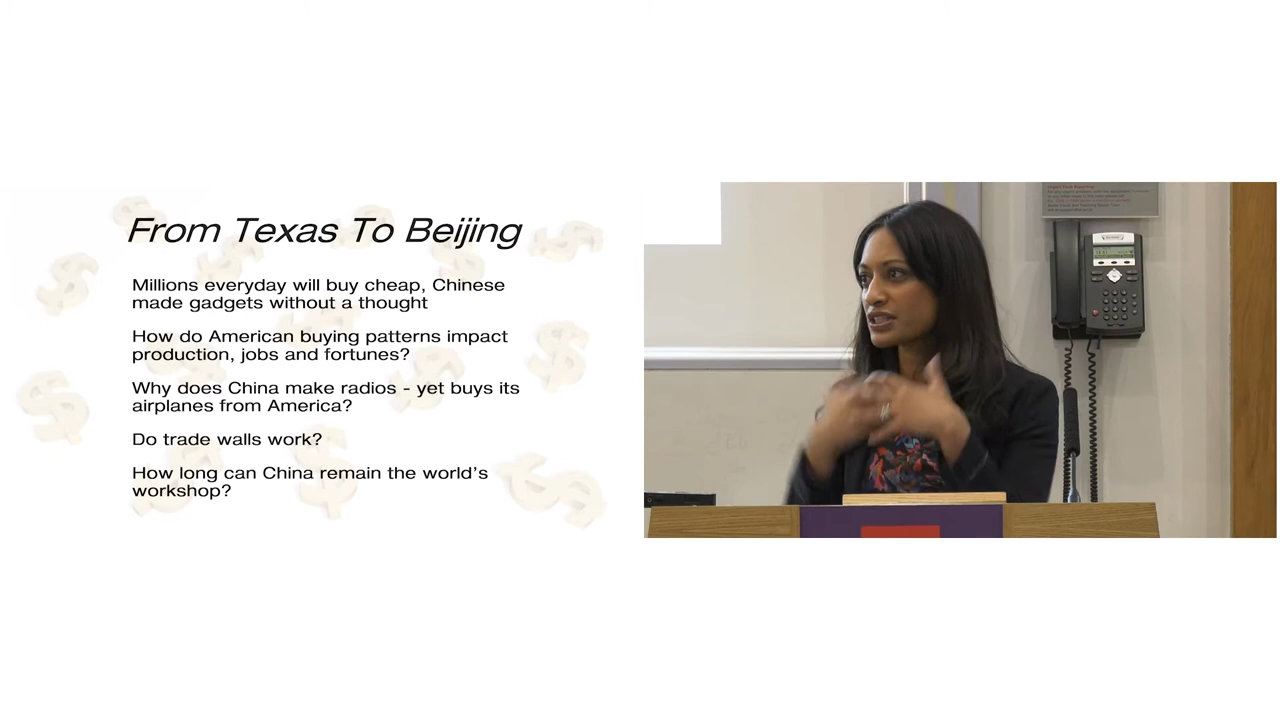 From Texas To Beijing
Millions everyday will buy cheap, Chinese
made gadgets without a thought
How do American buying patterns impact
production, jobs and fortunes?
Why does China make radios - yet buys its
airplanes from America?
Do trade walls work?
How long can China remain the world's
workshop?